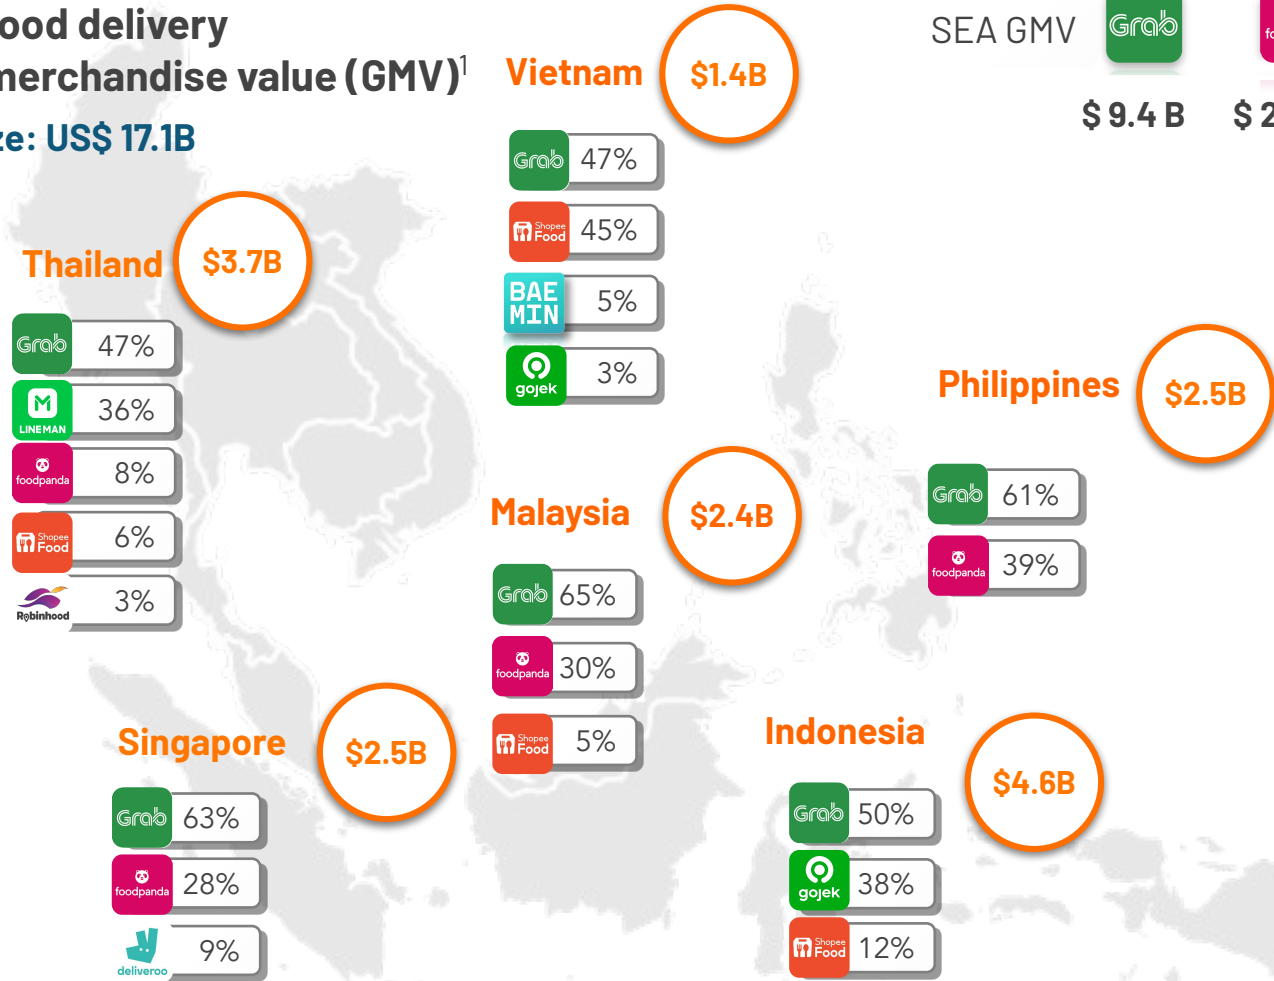 ood delivery
merchandise value (GMV)1
ze: US$ 17.1B
SEA GMV
Grab
$ 9.4 B
$ 2
Vietnam
$1.4B
Grab 47%
Shopee Food 45%
BAE MIN 5%
gojek 3%
Thailand
$3.7B
Grab 47%
LINE MAN 36%
foodpanda 8%
Shopee Food 6%
Robinhood 3%
Philippines
$2.5B
Grab 61%
foodpanda 39%
Malaysia
$2.4B
Grab 65%
foodpanda 30%
Shopee Food 5%
Singapore
$2.5B
Grab 63%
foodpanda 28%
deliveroo 9%
Indonesia
$4.6B
Grab 50%
gojek 38%
Shopee Food 12%